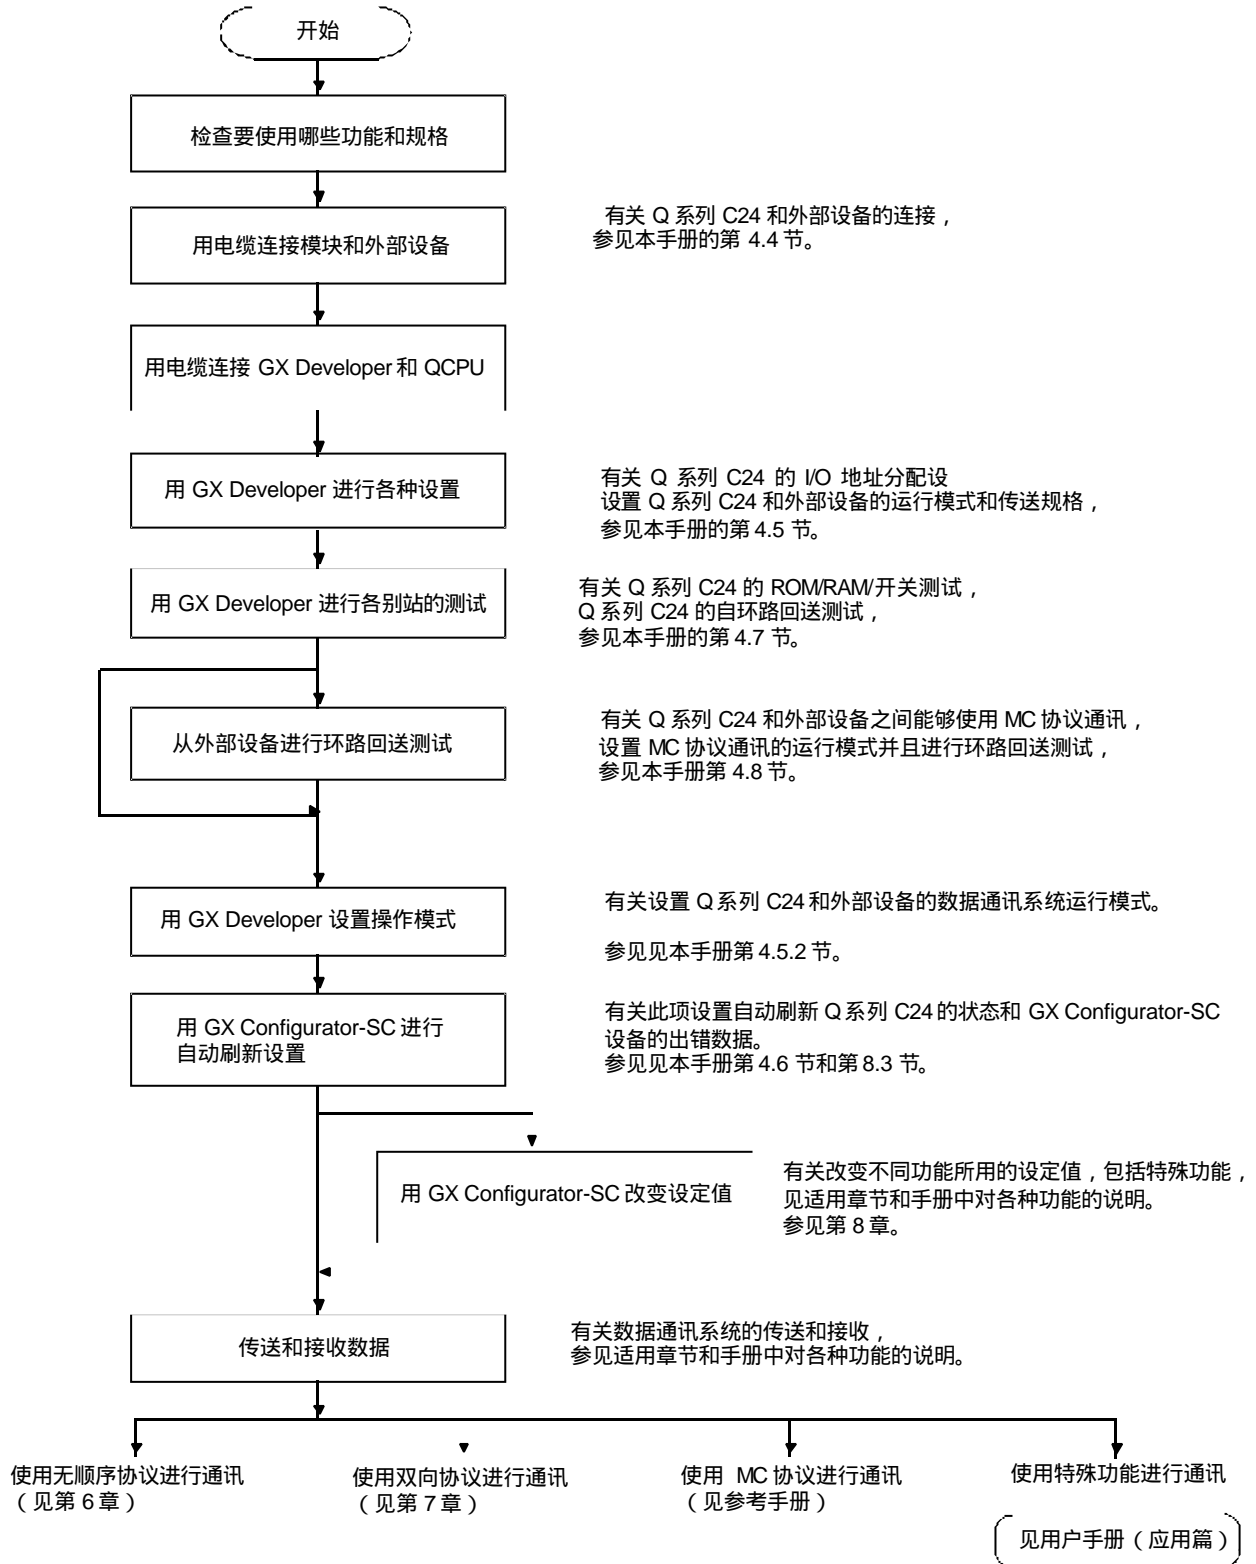 开始
检查要使用哪些功能和规格
有关 Q 系列 C24 和外部设备的连接，
参见本手册的第 4.4 节。
用电缆连接模块和外部设备
用电缆连接 GX Developer 和 QCPU
有关 Q 系列 C24 的 I/O 地址分配设
设置 Q 系列 C24 和外部设备的运行模式和传送规格，
参见本手册的第 4.5 节。
用 GX Developer 进行各种设置
有关 Q 系列 C24 的 ROM/RAM/开关测试，
Q 系列 C24 的自环路回送测试，
参见本手册的第 4.7 节。
用 GX Developer 进行各别站的测试
有关 Q 系列 C24 和外部设备之间能够使用 MC 协议通讯，
设置 MC 协议通讯的运行模式并且进行环路回送测试，
参见本手册第 4.8 节。
从外部设备进行环路回送测试
有关设置 Q 系列 C24 和外部设备的数据通讯系统运行模式。
参见见本手册第 4.5.2 节。
用 GX Developer 设置操作模式
有关此项设置自动刷新 Q 系列 C24 的状态和 GX Configurator-SC
设备的出错数据。
参见见本手册第 4.6 节和第 8.3 节。
用 GX Configurator-SC 进行
自动刷新设置
有关改变不同功能所用的设定值，包括特殊功能，
见适用章节和手册中对各种功能的说明。
参见第 8 章。
用 GX Configurator-SC 改变设定值
有关数据通讯系统的传送和接收，
参见适用章节和手册中对各种功能的说明。
传送和接收数据
使用无顺序协议进行通讯
（见第 6 章）
使用双向协议进行通讯
（见第 7 章）
使用 MC 协议进行通讯
（见参考手册）
使用特殊功能进行通讯
见用户手册（应用篇）